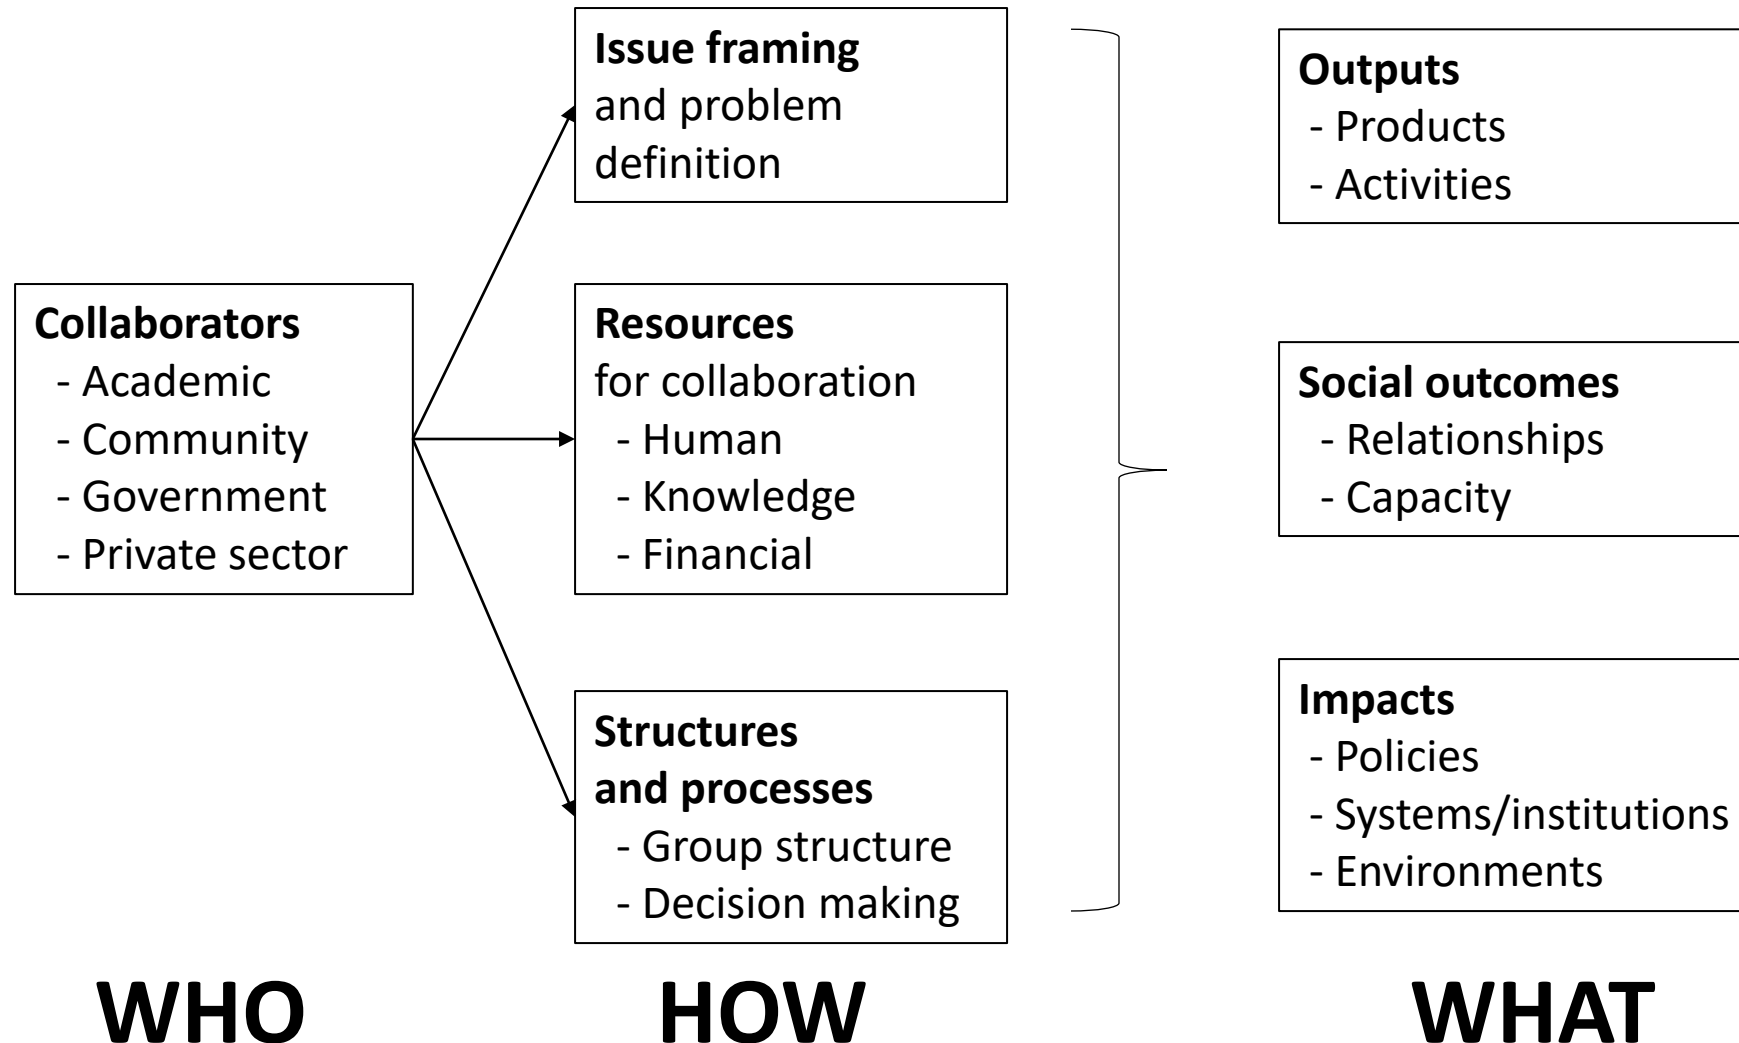 Issue framing
and problem
definition
Collaborators
- Academic
- Community
- Government
- Private sector
Resources
for collaboration
- Human
- Knowledge
- Financial
Structures
and processes
- Group structure
- Decision making
Outputs
- Products
- Activities
Social outcomes
- Relationships
- Capacity
Impacts
- Policies
- Systems/institutions
- Environments
WHO
HOW
WHAT